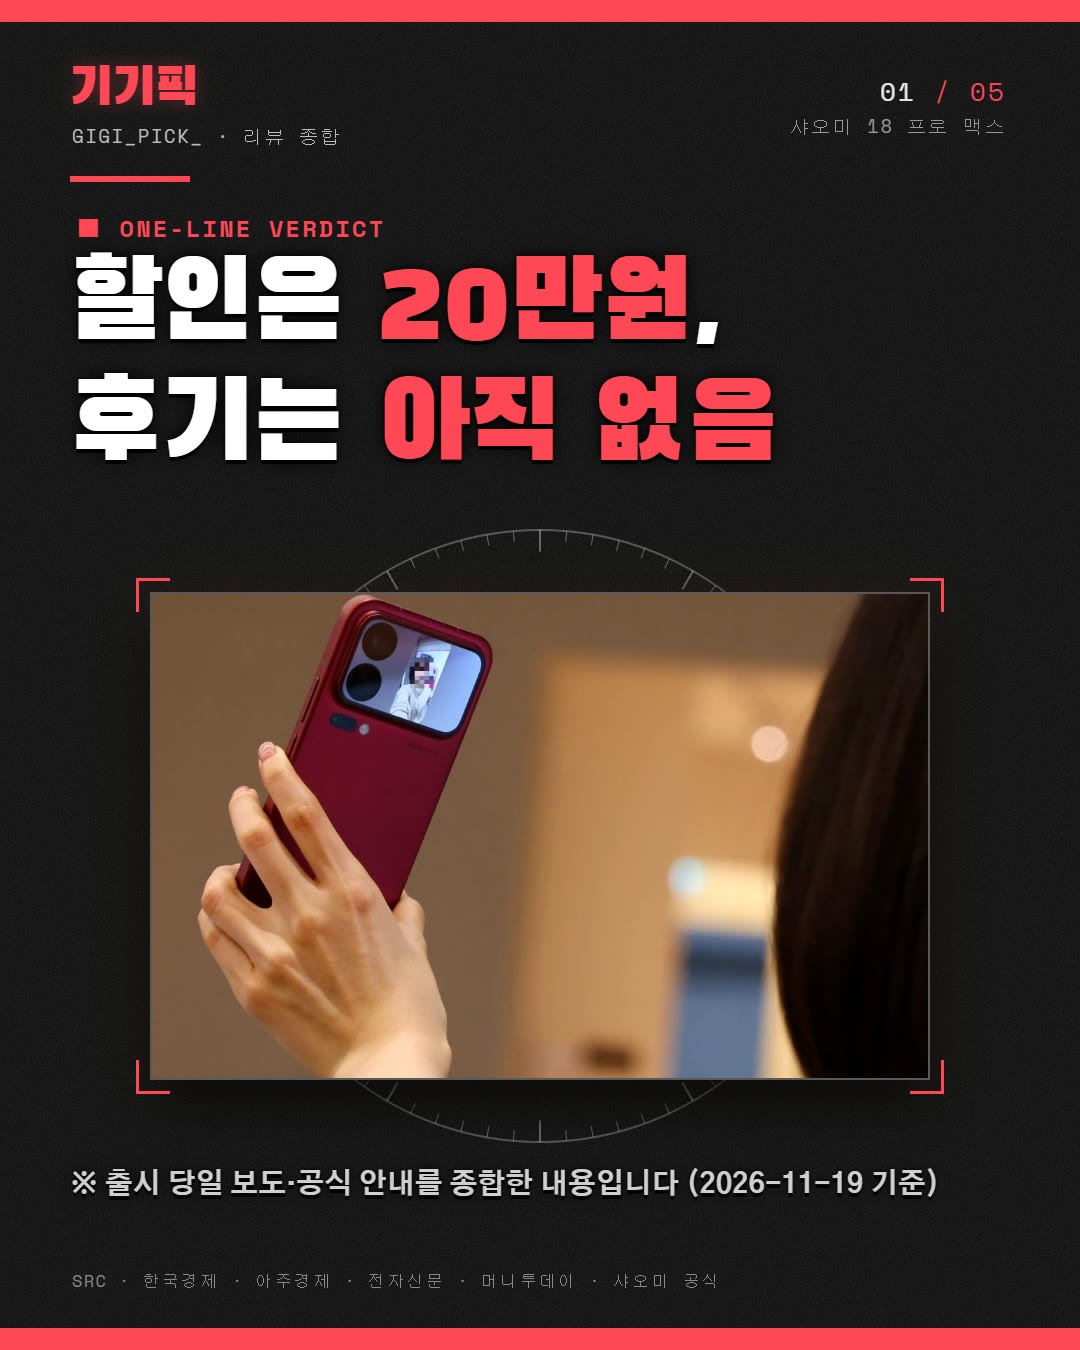 기기픽
GIGI_PICK_ · 리뷰 종합
01 / 05
샤오미 18 프로 맥스
■ ONE-LINE VERDICT
할인은 20만원,
후기는 아직 없음
※ 출시 당일 보도·공식 안내를 종합한 내용입니다 (2026-11-19 기준)
SRC · 한국경제 · 아주경제 · 전자신문 · 머니투데이 · 샤오미 공식